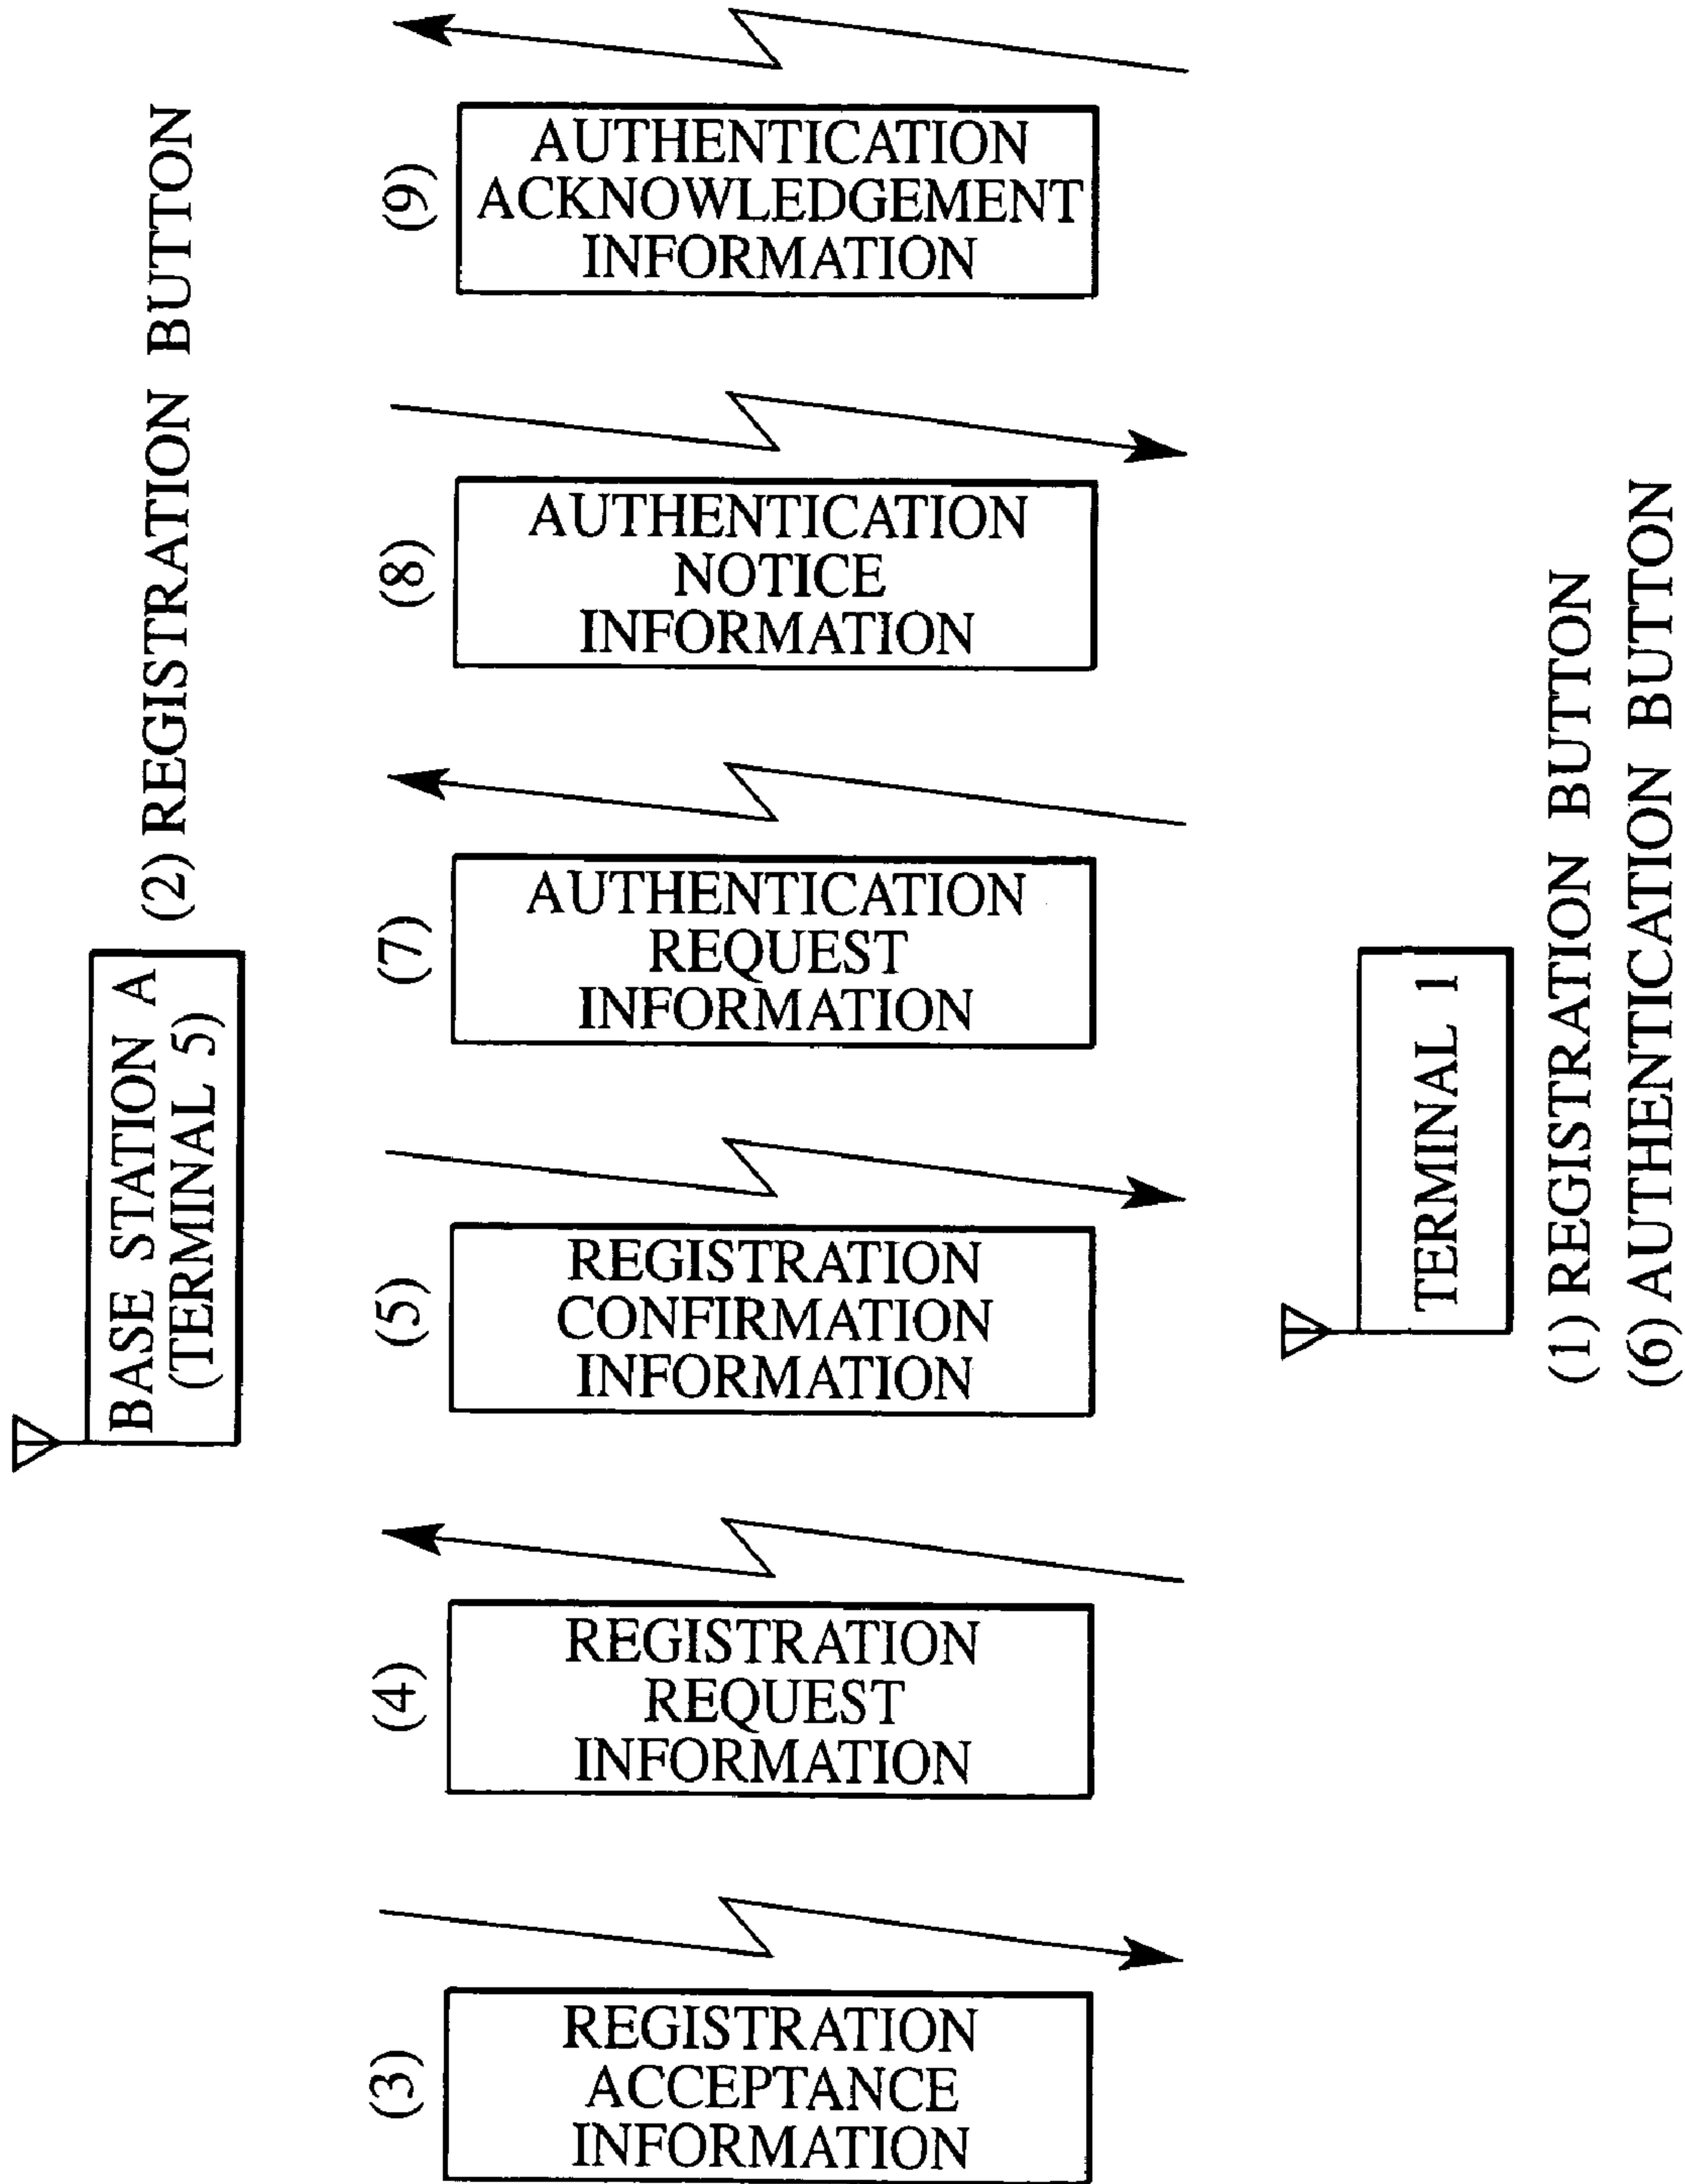 BASE STATION A
(TERMINAL 5)
(2) REGISTRATION BUTTON
(3)
REGISTRATION
ACCEPTANCE
INFORMATION
(4)
REGISTRATION
REQUEST
INFORMATION
(5)
REGISTRATION
CONFIRMATION
INFORMATION
(7)
AUTHENTICATION
REQUEST
INFORMATION
(8)
AUTHENTICATION
NOTICE
INFORMATION
(9)
AUTHENTICATION
ACKNOWLEDGEMENT
INFORMATION
TERMINAL 1
(1) REGISTRATION BUTTON
(6) AUTHENTICATION BUTTON